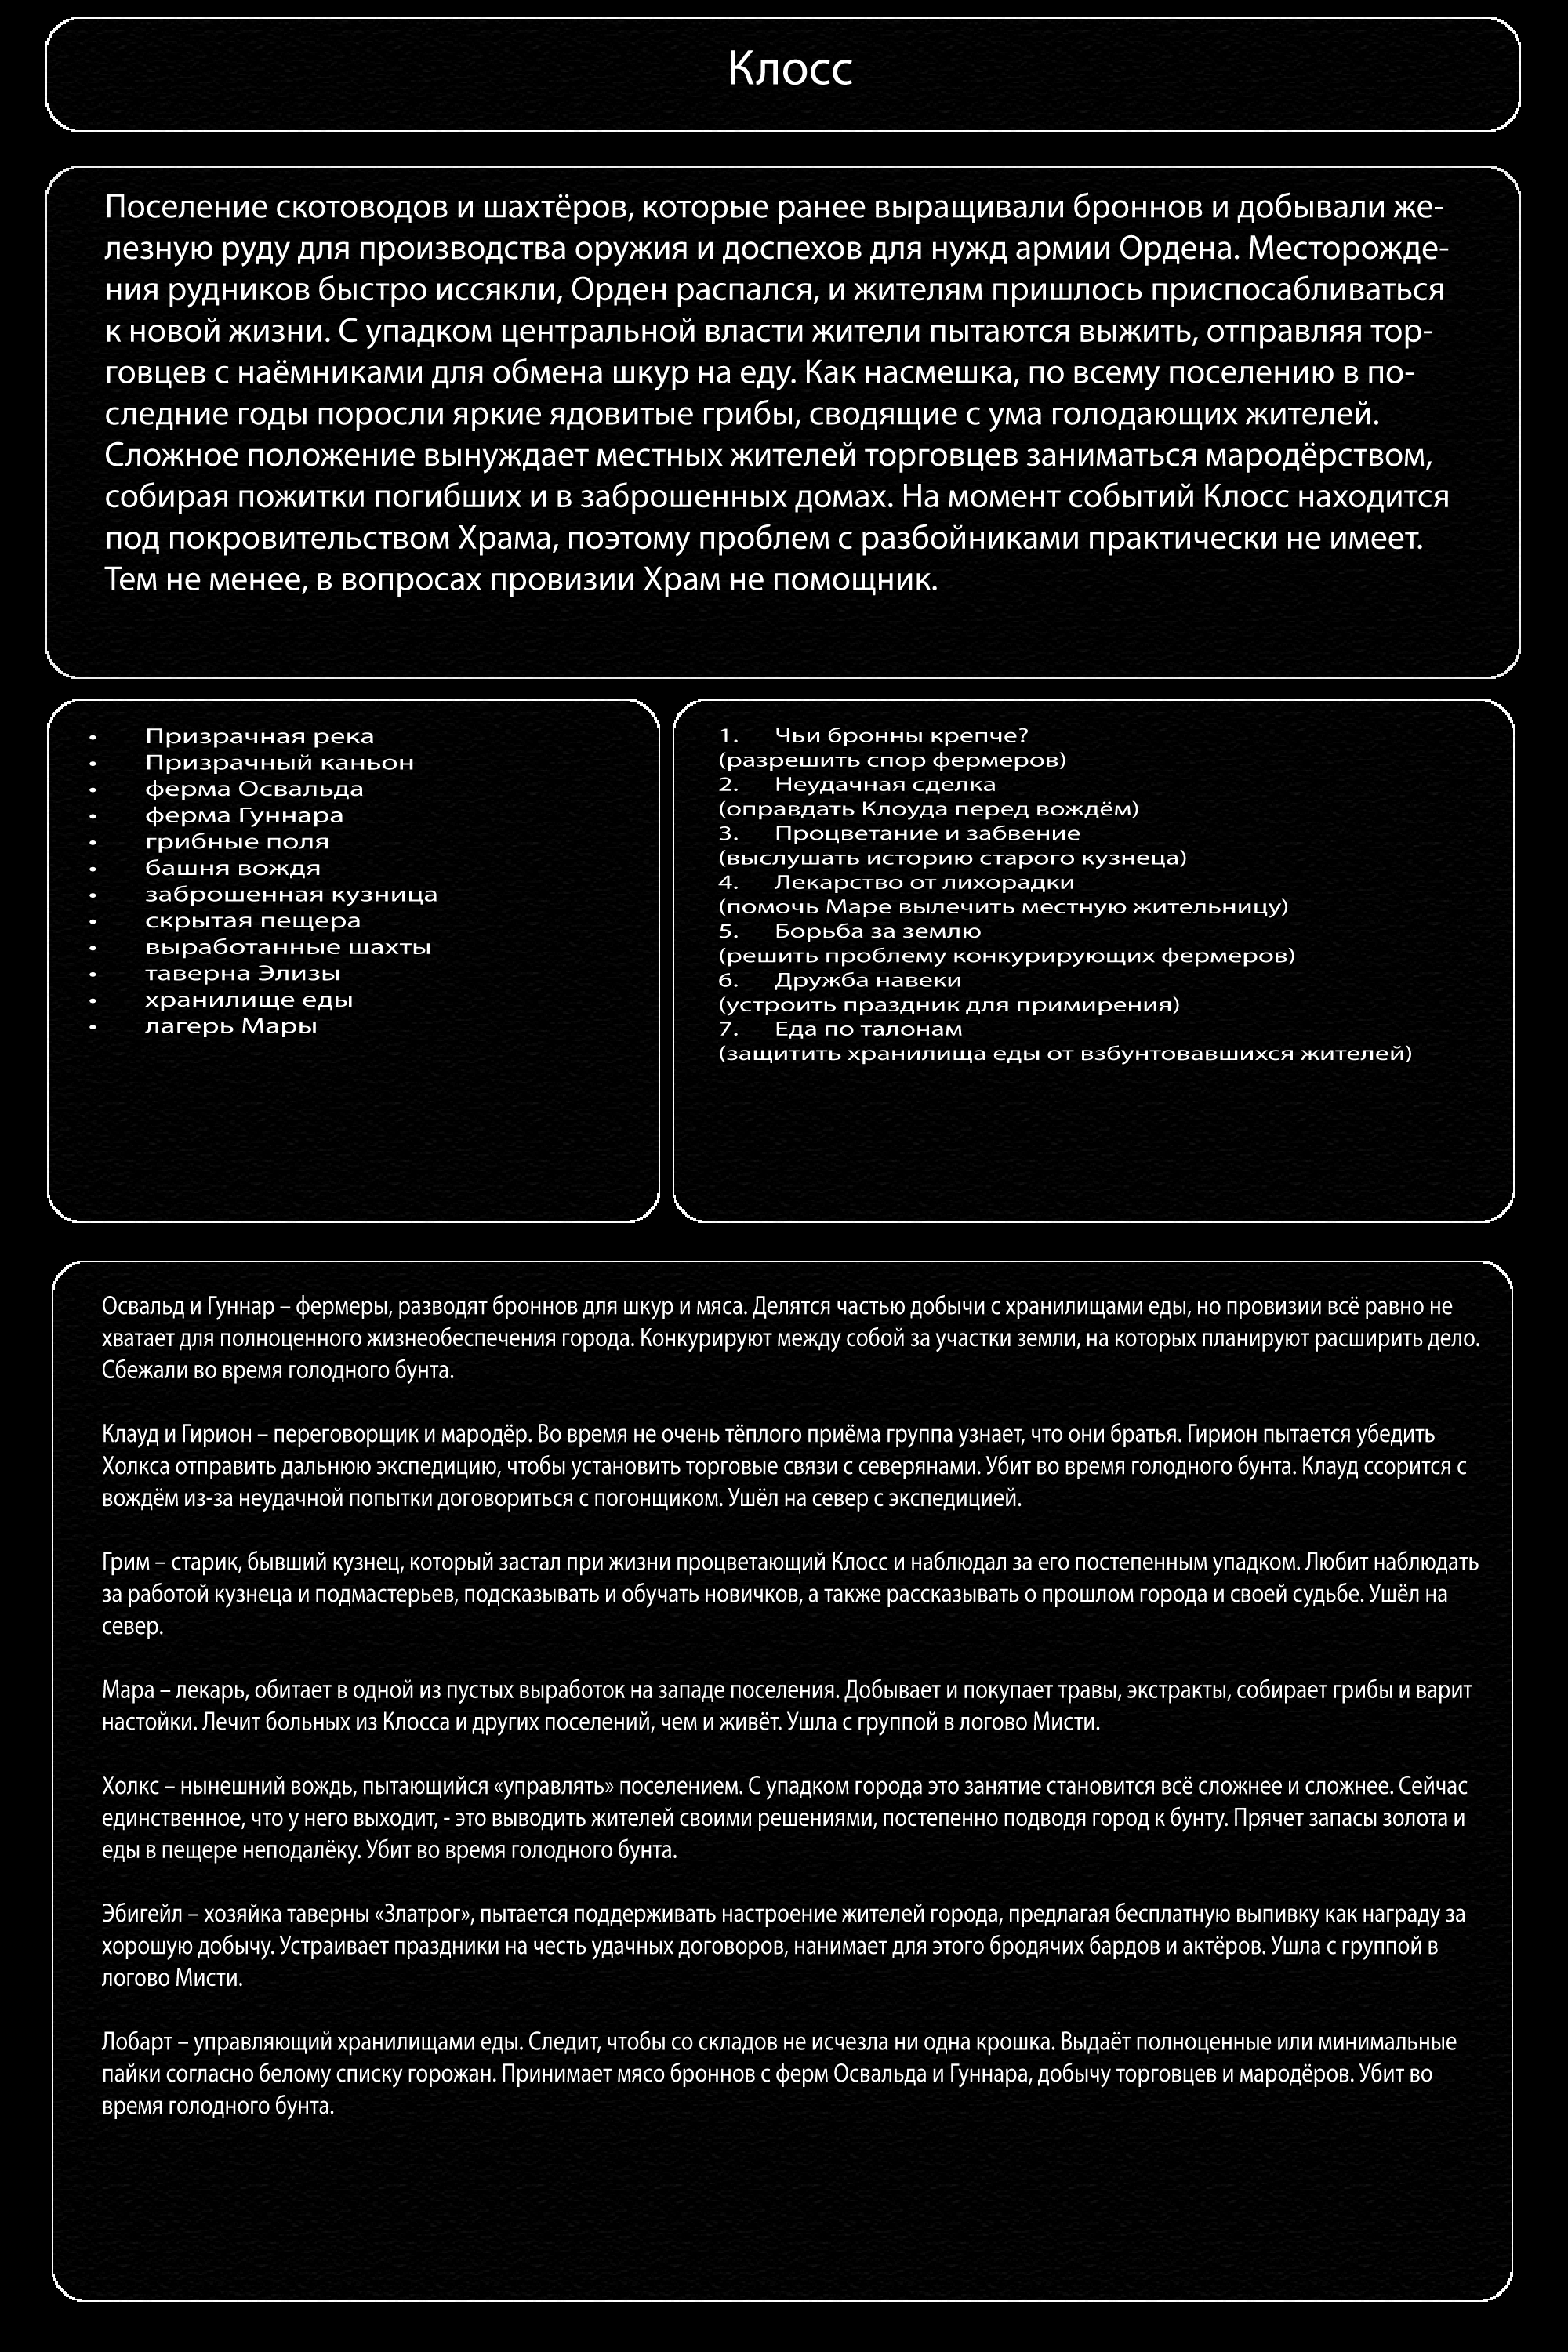 Клосс
Поселение скотоводов и шахтёров, которые ранее выращивали броннов и добывали же-
лезную руду для производства оружия и доспехов для нужд армии Ордена. Месторожде-
ния рудников быстро иссякли, Орден распался, и жителям пришлось приспосабливаться
к новой жизни. С упадком центральной власти жители пытаются выжить, отправляя тор-
говцев с наёмниками для обмена шкур на еду. Как насмешка, по всему поселению в по-
следние годы поросли яркие ядовитые грибы, сводящие с ума голодающих жителей.
Сложное положение вынуждает местных жителей торговцев заниматься мародёрством,
собирая пожитки погибших и в заброшенных домах. На момент событий Клосс находится
под покровительством Храма, поэтому проблем с разбойниками практически не имеет.
Тем не менее, в вопросах провизии Храм не помощник.
• Призрачная река
• Призрачный каньон
• ферма Освальда
• ферма Гуннара
• грибные поля
• башня вождя
• заброшенная кузница
• скрытая пещера
• выработанные шахты
• таверна Элизы
• хранилище еды
• лагерь Мары
1. Чьи бронны крепче?
(разрешить спор фермеров)
2. Неудачная сделка
(оправдать Клоуда перед вождём)
3. Процветание и забвение
(выслушать историю старого кузнеца)
4. Лекарство от лихорадки
(помочь Маре вылечить местную жительницу)
5. Борьба за землю
(решить проблему конкурирующих фермеров)
6. Дружба навеки
(устроить праздник для примирения)
7. Еда по талонам
(защитить хранилища еды от взбунтовавшихся жителей)
Освальд и Гуннар – фермеры, разводят броннов для шкур и мяса. Делятся частью добычи с хранилищами еды, но провизии всё равно не
хватает для полноценного жизнеобеспечения города. Конкурируют между собой за участки земли, на которых планируют расширить дело.
Сбежали во время голодного бунта.
Клауд и Гирион – переговорщик и мародёр. Во время не очень тёплого приёма группа узнает, что они братья. Гирион пытается убедить
Холкса отправить дальнюю экспедицию, чтобы установить торговые связи с северянами. Убит во время голодного бунта. Клауд ссорится с
вождём из-за неудачной попытки договориться с погонщиком. Ушёл на север с экспедицией.
Грим – старик, бывший кузнец, который застал при жизни процветающий Клосс и наблюдал за его постепенным упадком. Любит наблюдать
за работой кузнеца и подмастерьев, подсказывать и обучать новичков, а также рассказывать о прошлом города и своей судьбе. Ушёл на
север.
Мара – лекарь, обитает в одной из пустых выработок на западе поселения. Добывает и покупает травы, экстракты, собирает грибы и варит
настойки. Лечит больных из Клосса и других поселений, чем и живёт. Ушла с группой в логово Мисти.
Холкс – нынешний вождь, пытающийся «управлять» поселением. С упадком города это занятие становится всё сложнее и сложнее. Сейчас
единственное, что у него выходит, - это выводить жителей своими решениями, постепенно подводя город к бунту. Прячет запасы золота и
еды в пещере неподалёку. Убит во время голодного бунта.
Эбигейл – хозяйка таверны «Златрог», пытается поддерживать настроение жителей города, предлагая бесплатную выпивку как награду за
хорошую добычу. Устраивает праздники на честь удачных договоров, нанимает для этого бродячих бардов и актёров. Ушла с группой в
логово Мисти.
Лобарт – управляющий хранилищами еды. Следит, чтобы со складов не исчезла ни одна крошка. Выдаёт полноценные или минимальные
пайки согласно белому списку горожан. Принимает мясо броннов с ферм Освальда и Гуннара, добычу торговцев и мародёров. Убит во
время голодного бунта.